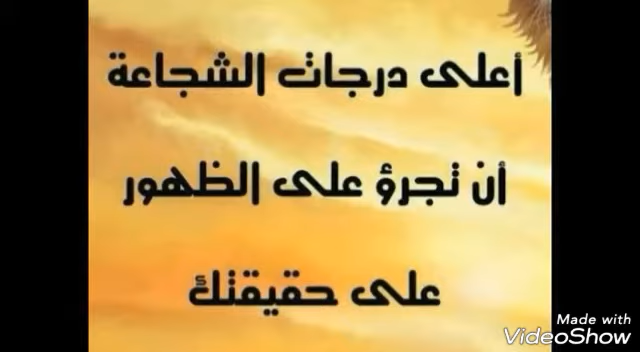 أعلى درجات الشجاعة
أن تجرؤ على الظهور
على حقيقتك
Made with
VideoShow